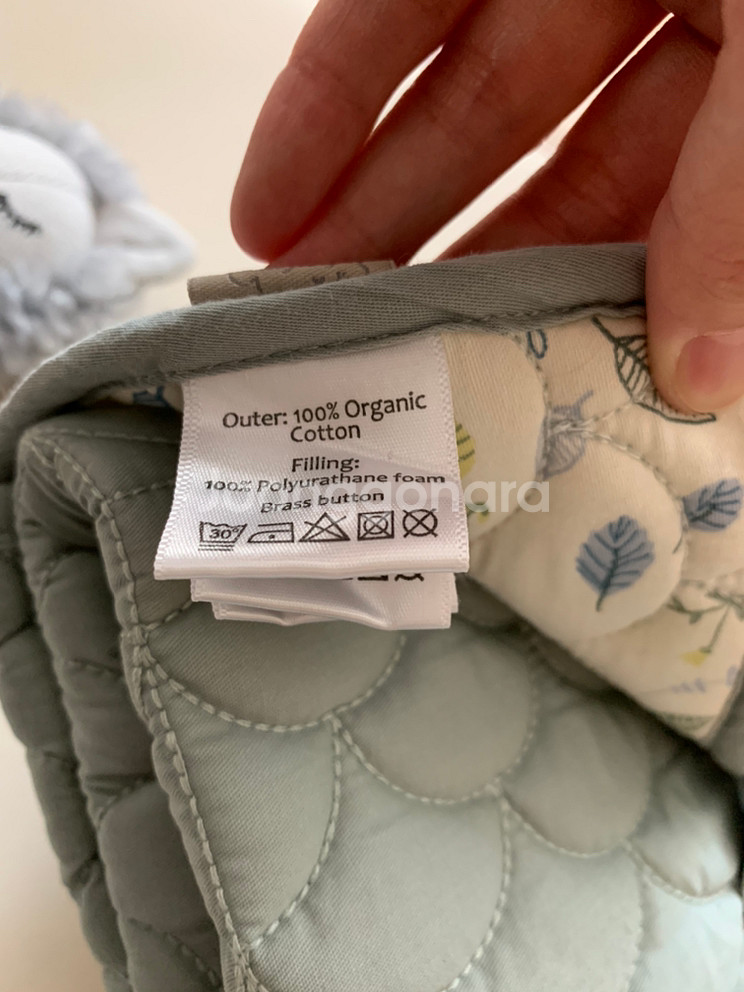 Outer: 100% Organic
Cotton
Filling:
100% Polyurathane foam
Brass button
30°